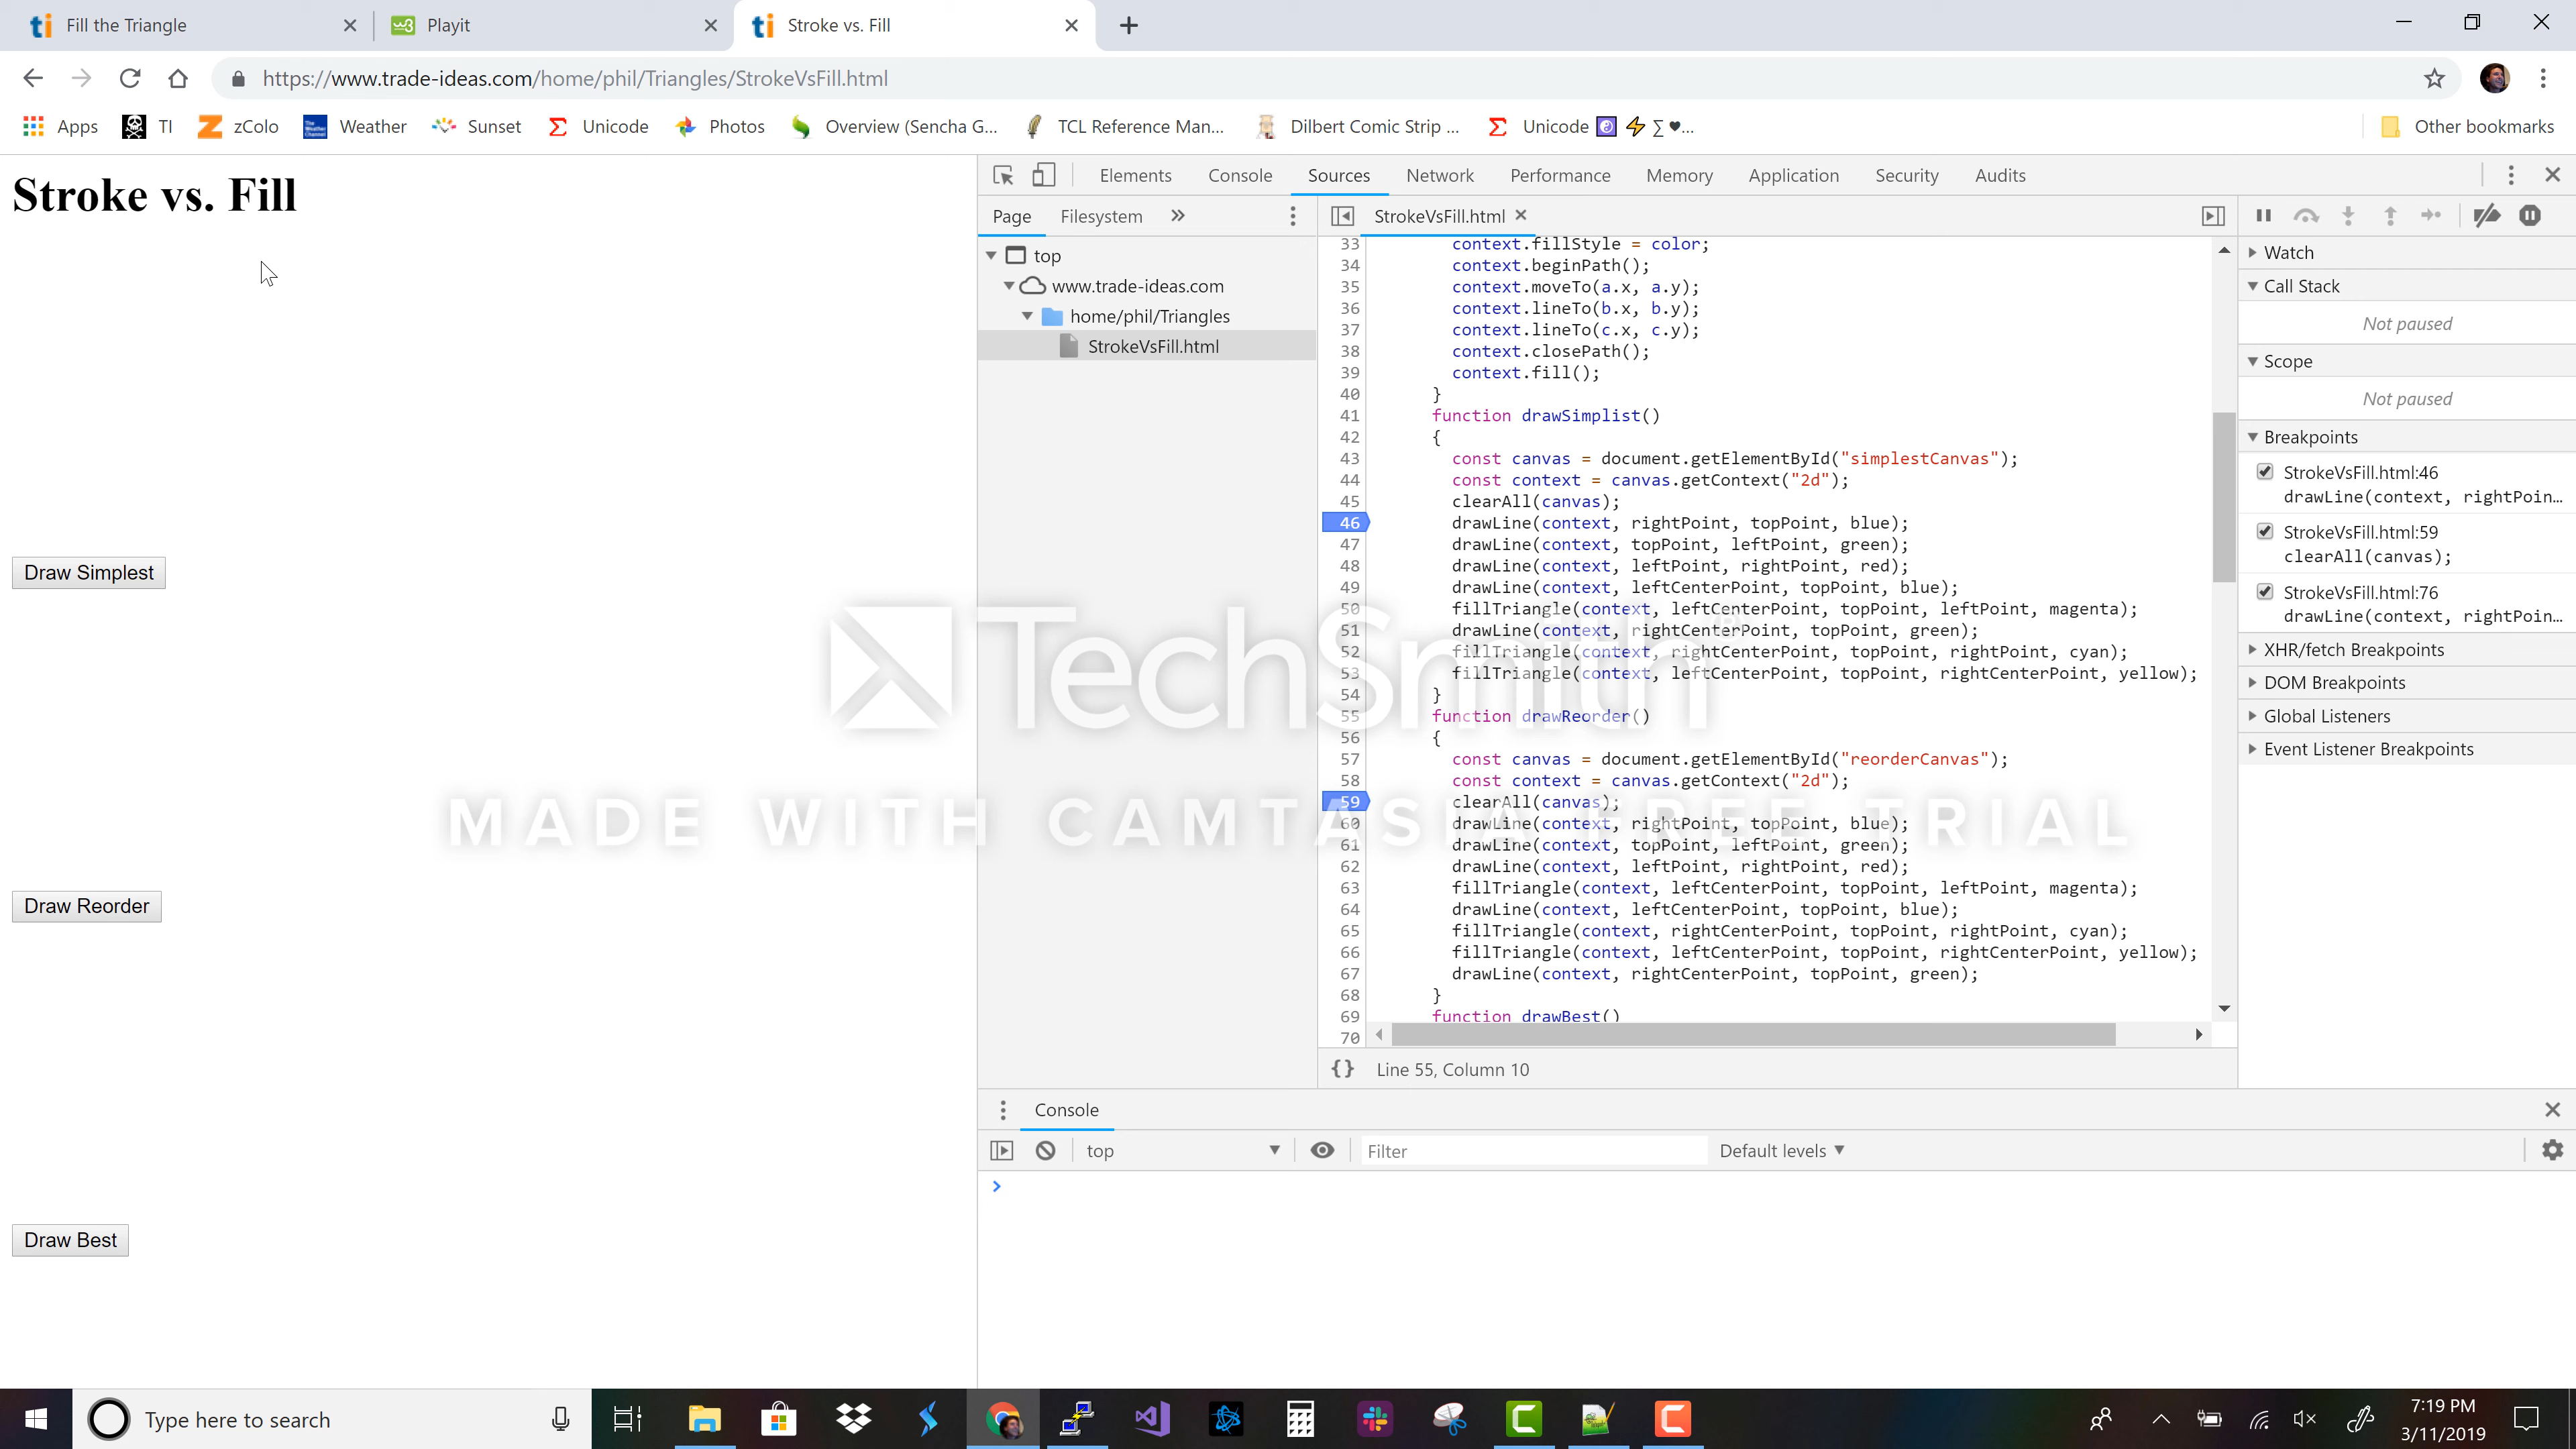 Fill the Triangle
Playit
Stroke vs. Fill
https://www.trade-ideas.com/home/phil/Triangles/StrokeVsFill.html
Apps TI zColo Weather Sunset Unicode Photos Overview (Sencha G... TCL Reference Man... Dilbert Comic Strip ... Unicode ☯ ⚡ ∑ ♥... Other bookmarks
Stroke vs. Fill
Draw Simplest
Draw Reorder
Draw Best
Elements Console Sources Network Performance Memory Application Security Audits
Page Filesystem »
StrokeVsFill.html
top
www.trade-ideas.com
home/phil/Triangles
StrokeVsFill.html
33 context.fillStyle = color;
34 context.beginPath();
35 context.moveTo(a.x, a.y);
36 context.lineTo(b.x, b.y);
37 context.lineTo(c.x, c.y);
38 context.closePath();
39 context.fill();
40 }
41 function drawSimplist()
42 {
43 const canvas = document.getElementById("simplestCanvas");
44 const context = canvas.getContext("2d");
45 clearAll(canvas);
46 drawLine(context, rightPoint, topPoint, blue);
47 drawLine(context, topPoint, leftPoint, green);
48 drawLine(context, leftPoint, rightPoint, red);
49 drawLine(context, leftCenterPoint, topPoint, blue);
50 fillTriangle(context, leftCenterPoint, topPoint, leftPoint, magenta);
51 drawLine(context, rightCenterPoint, topPoint, green);
52 fillTriangle(context, rightCenterPoint, topPoint, rightPoint, cyan);
53 fillTriangle(context, leftCenterPoint, topPoint, rightCenterPoint, yellow);
54 }
55 function drawReorder()
56 {
57 const canvas = document.getElementById("reorderCanvas");
58 const context = canvas.getContext("2d");
59 clearAll(canvas);
60 drawLine(context, rightPoint, topPoint, blue);
61 drawLine(context, topPoint, leftPoint, green);
62 drawLine(context, leftPoint, rightPoint, red);
63 fillTriangle(context, leftCenterPoint, topPoint, leftPoint, magenta);
64 drawLine(context, leftCenterPoint, topPoint, blue);
65 fillTriangle(context, rightCenterPoint, topPoint, rightPoint, cyan);
66 fillTriangle(context, leftCenterPoint, topPoint, rightCenterPoint, yellow);
67 drawLine(context, rightCenterPoint, topPoint, green);
68 }
69 function drawBest()
70
{} Line 55, Column 10
Watch
Call Stack
Not paused
Scope
Not paused
Breakpoints
StrokeVsFill.html:46
drawLine(context, rightPoin...
StrokeVsFill.html:59
clearAll(canvas);
StrokeVsFill.html:76
drawLine(context, rightPoin...
XHR/fetch Breakpoints
DOM Breakpoints
Global Listeners
Event Listener Breakpoints
TechSmith®
MADE WITH CAMTASIA FREE TRIAL
Console
top
Filter
Default levels
Type here to search
7:19 PM
3/11/2019